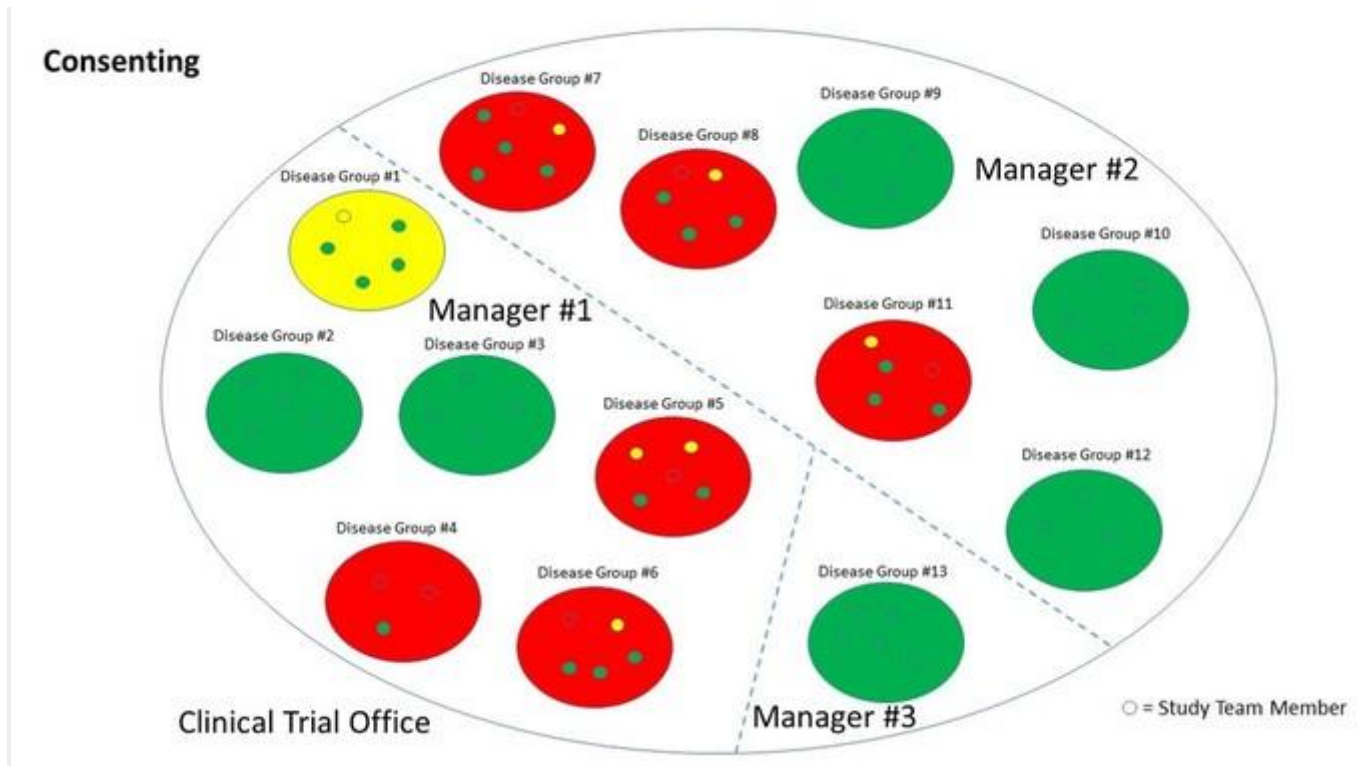 Consenting
Disease Group #7
Disease Group #9
Disease Group #8
Manager #2
Disease Group #1
Disease Group #10
Manager #1
Disease Group #11
Disease Group #2
Disease Group #3
Disease Group #5
Disease Group #12
Disease Group #4
Disease Group #6
Disease Group #13
Clinical Trial Office
Manager #3
= Study Team Member